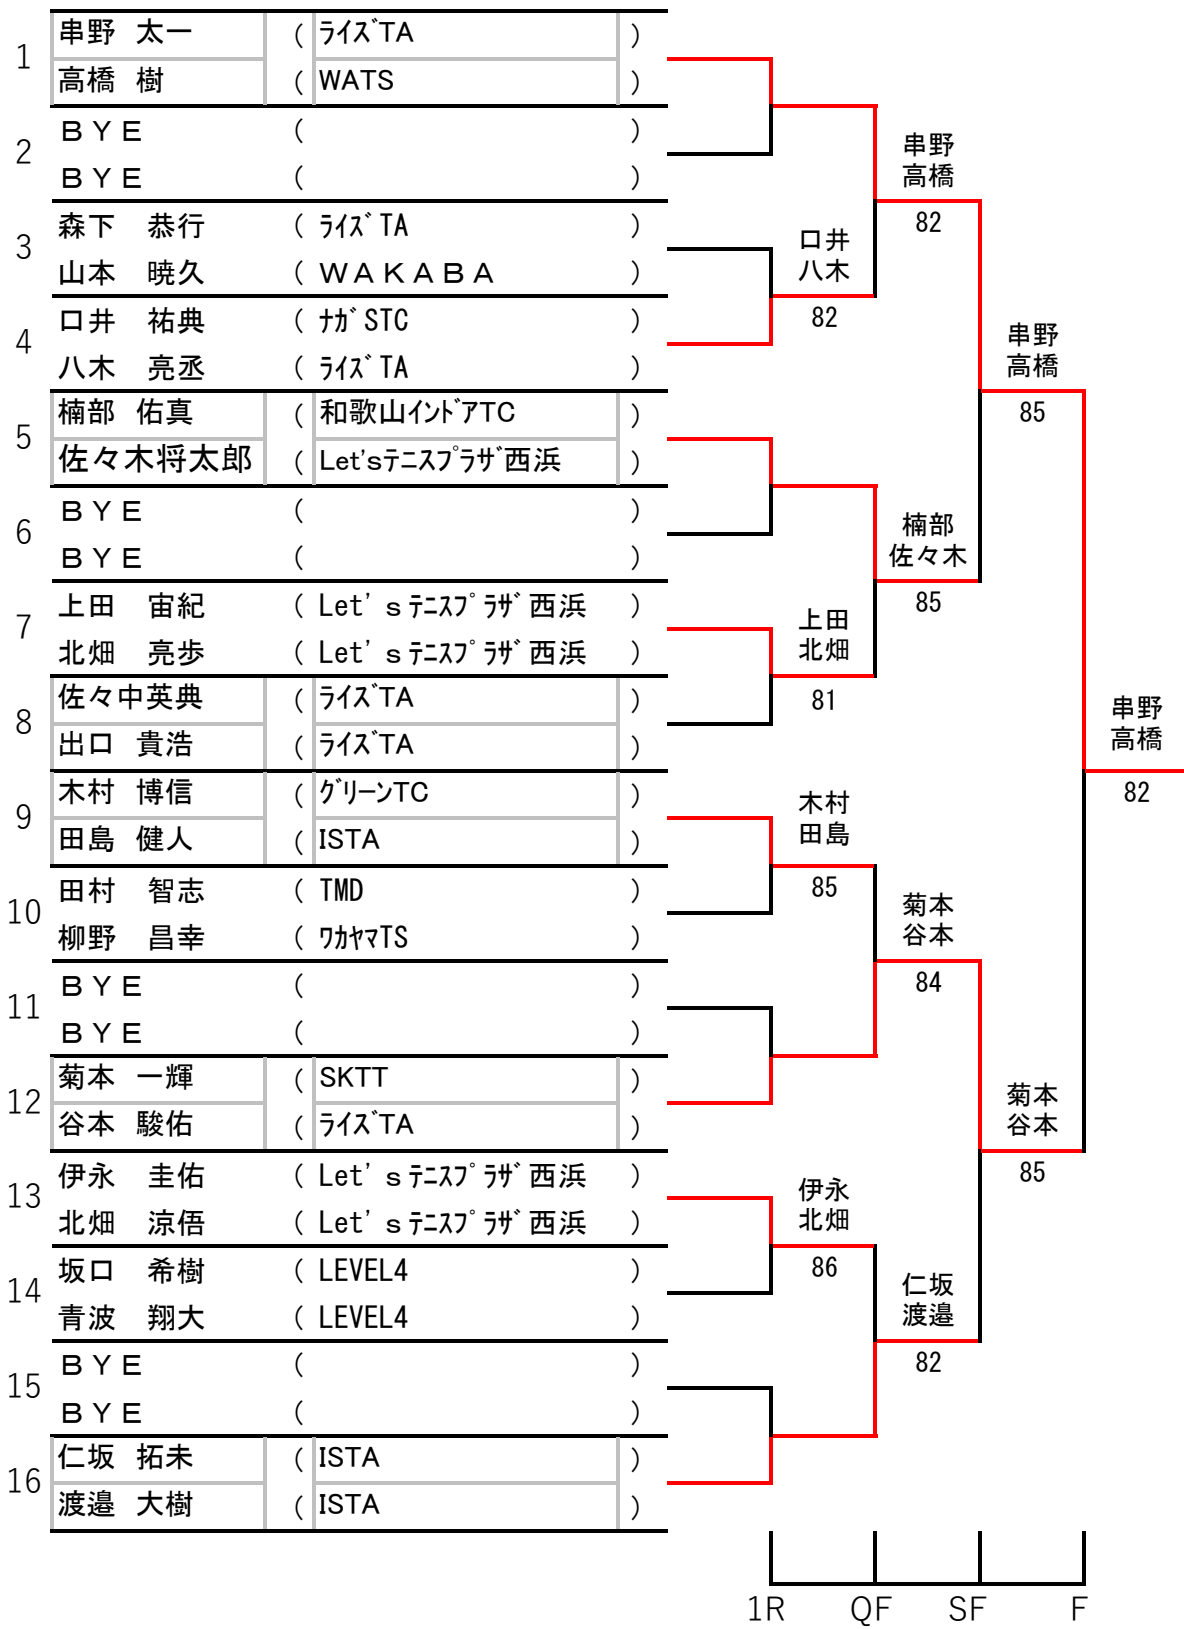 1
串野 太一 ( ライズTA )
高橋 樹 ( WATS )
2
BYE ( )
BYE ( )
3
森下 恭行 ( ライズTA )
山本 暁久 ( WAKABA )
4
口井 祐典 ( ナガSTC )
八木 亮丞 ( ライズTA )
5
楠部 佑真 ( 和歌山インドアTC )
佐々木将太郎 ( Let'sテニスプラザ西浜 )
6
BYE ( )
BYE ( )
7
上田 宙紀 ( Let'sテニスプラザ西浜 )
北畑 亮歩 ( Let'sテニスプラザ西浜 )
8
佐々中英典 ( ライズTA )
出口 貴浩 ( ライズTA )
9
木村 博信 ( グリーンTC )
田島 健人 ( ISTA )
10
田村 智志 ( TMD )
柳野 昌幸 ( ワカヤマTS )
11
BYE ( )
BYE ( )
12
菊本 一輝 ( SKTT )
谷本 駿佑 ( ライズTA )
13
伊永 圭佑 ( Let'sテニスプラザ西浜 )
北畑 涼悟 ( Let'sテニスプラザ西浜 )
14
坂口 希樹 ( LEVEL4 )
青波 翔大 ( LEVEL4 )
15
BYE ( )
BYE ( )
16
仁坂 拓未 ( ISTA )
渡邉 大樹 ( ISTA )
口井
八木
82
上田
北畑
81
木村
田島
85
伊永
北畑
86
串野
高橋
82
楠部
佐々木
85
菊本
谷本
84
仁坂
渡邉
82
串野
高橋
85
菊本
谷本
85
串野
高橋
82
1R QF SF F